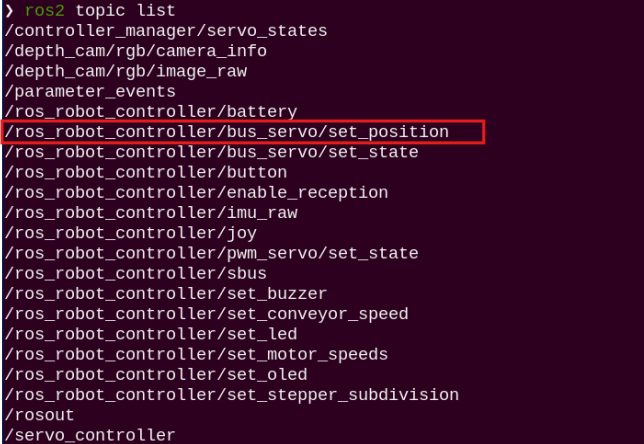 ❯ ros2 topic list
/controller_manager/servo_states
/depth_cam/rgb/camera_info
/depth_cam/rgb/image_raw
/parameter_events
/ros_robot_controller/battery
/ros_robot_controller/bus_servo/set_position
/ros_robot_controller/bus_servo/set_state
/ros_robot_controller/button
/ros_robot_controller/enable_reception
/ros_robot_controller/imu_raw
/ros_robot_controller/joy
/ros_robot_controller/pwm_servo/set_state
/ros_robot_controller/sbus
/ros_robot_controller/set_buzzer
/ros_robot_controller/set_conveyor_speed
/ros_robot_controller/set_led
/ros_robot_controller/set_motor_speeds
/ros_robot_controller/set_oled
/ros_robot_controller/set_stepper_subdivision
/rosout
/servo_controller